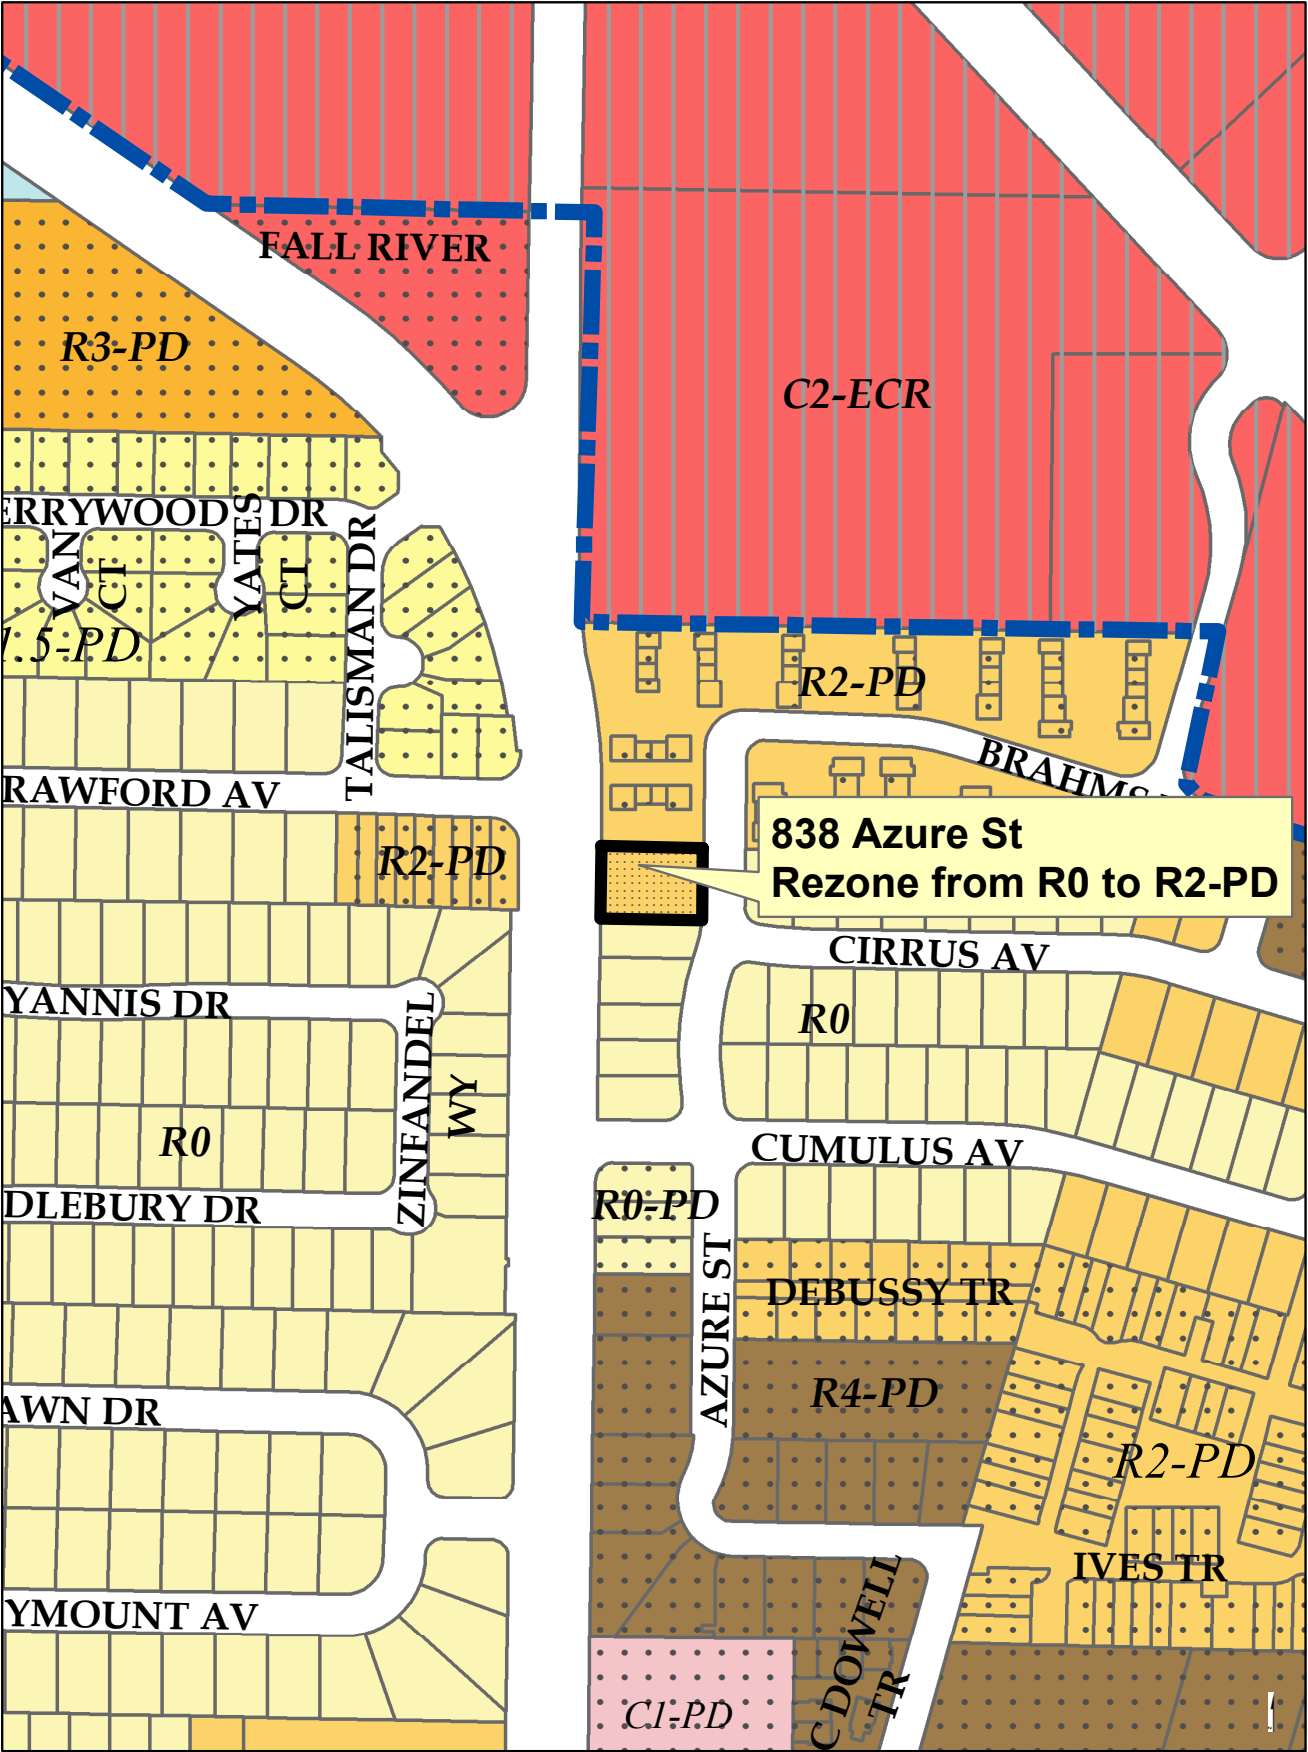 FALL RIVER
R3-PD
C2-ECR
ERRYWOOD DR
YATES
CT
VAN
CT
TALISMAN DR
1.5-PD
R2-PD
BRAHMS
RAWFORD AV
838 Azure St
Rezone from R0 to R2-PD
R2-PD
CIRRUS AV
YANNIS DR
R0
ZINFANDEL
WY
R0
CUMULUS AV
DLEBURY DR
R0-PD
AZURE ST
DEBUSSY TR
R4-PD
AWN DR
R2-PD
IVES TR
C DOWELL
TR
YMOUNT AV
C1-PD